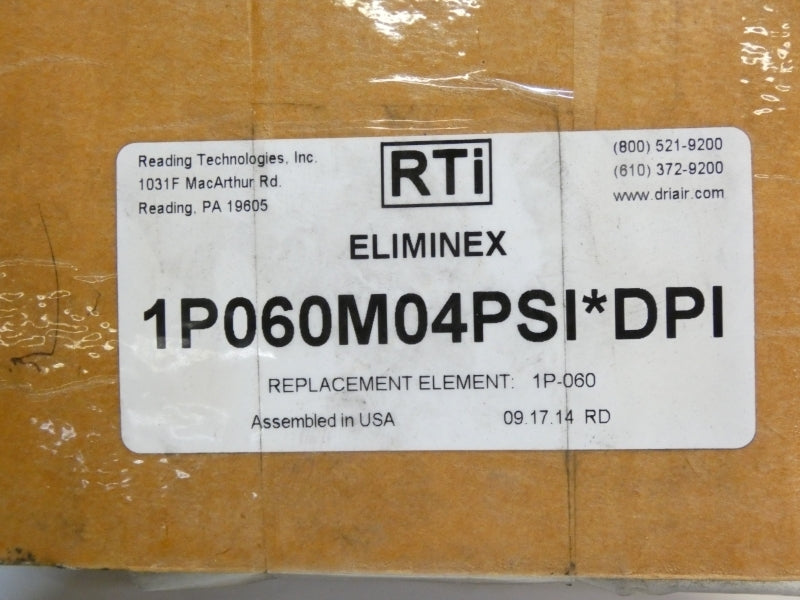 Reading Technologies, Inc.
1031F MacArthur Rd.
Reading, PA 19605
RTi
(800) 521-9200
(610) 372-9200
www.driair.com
ELIMINEX
1P060M04PSI*DPI
REPLACEMENT ELEMENT: 1P-060
Assembled in USA 09.17.14 RD